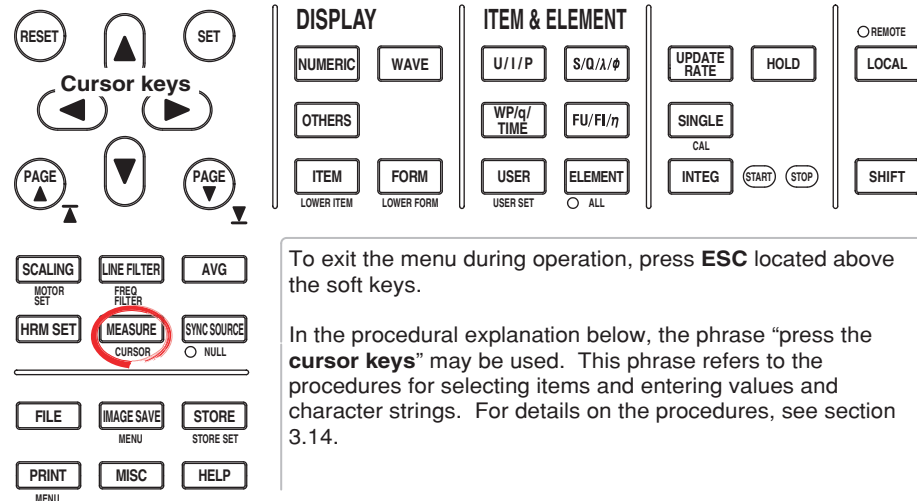 RESET
SET
Cursor keys
PAGE
PAGE
DISPLAY
NUMERIC
WAVE
OTHERS
ITEM
FORM
LOWER ITEM
LOWER FORM
ITEM & ELEMENT
U / I / P
S/Q/λ/ϕ
WP/q/
TIME
FU/FI/η
USER
ELEMENT
USER SET
ALL
UPDATE
RATE
HOLD
SINGLE
CAL
INTEG
START
STOP
REMOTE
LOCAL
SHIFT
SCALING
LINE FILTER
AVG
MOTOR
SET
FREQ
FILTER
HRM SET
MEASURE
SYNC SOURCE
CURSOR
NULL
FILE
IMAGE SAVE
STORE
MENU
STORE SET
PRINT
MISC
HELP
MENU
To exit the menu during operation, press ESC located above
the soft keys.
In the procedural explanation below, the phrase “press the
cursor keys” may be used. This phrase refers to the
procedures for selecting items and entering values and
character strings. For details on the procedures, see section
3.14.